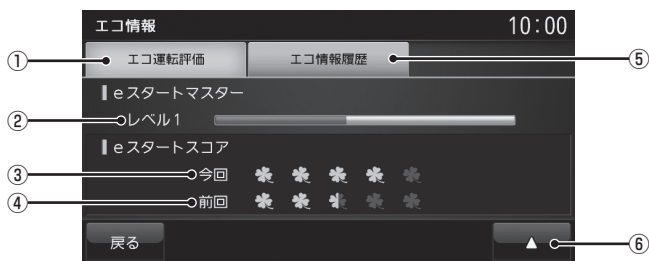 エコ情報 10:00
① エコ運転評価 エコ情報履歴 ⑤
eスタートマスター
② レベル1
eスタートスコア
③ 今回
④ 前回
戻る ▲ ⑥